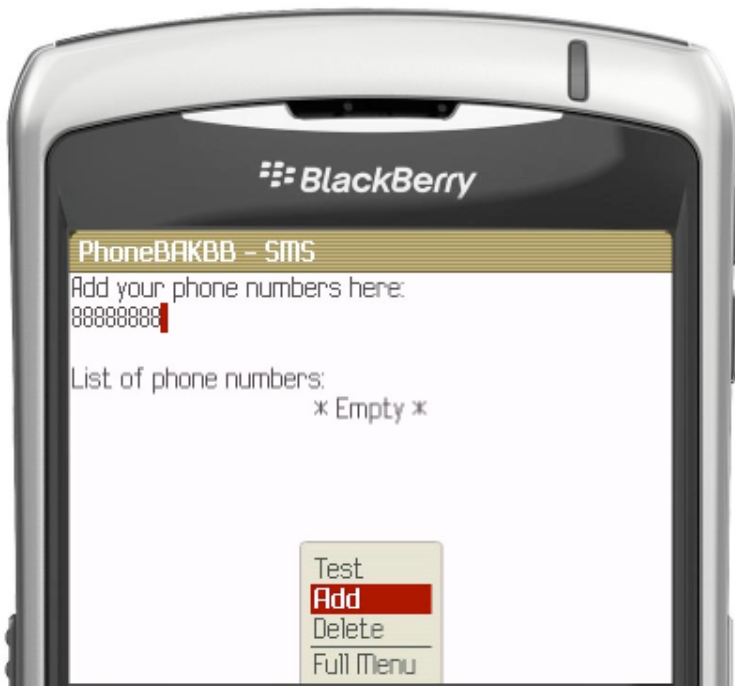 BlackBerry
PhoneBAKBB - SMS
Add your phone numbers here:
88888888
List of phone numbers:
* Empty *
Test
Add
Delete
Full Menu